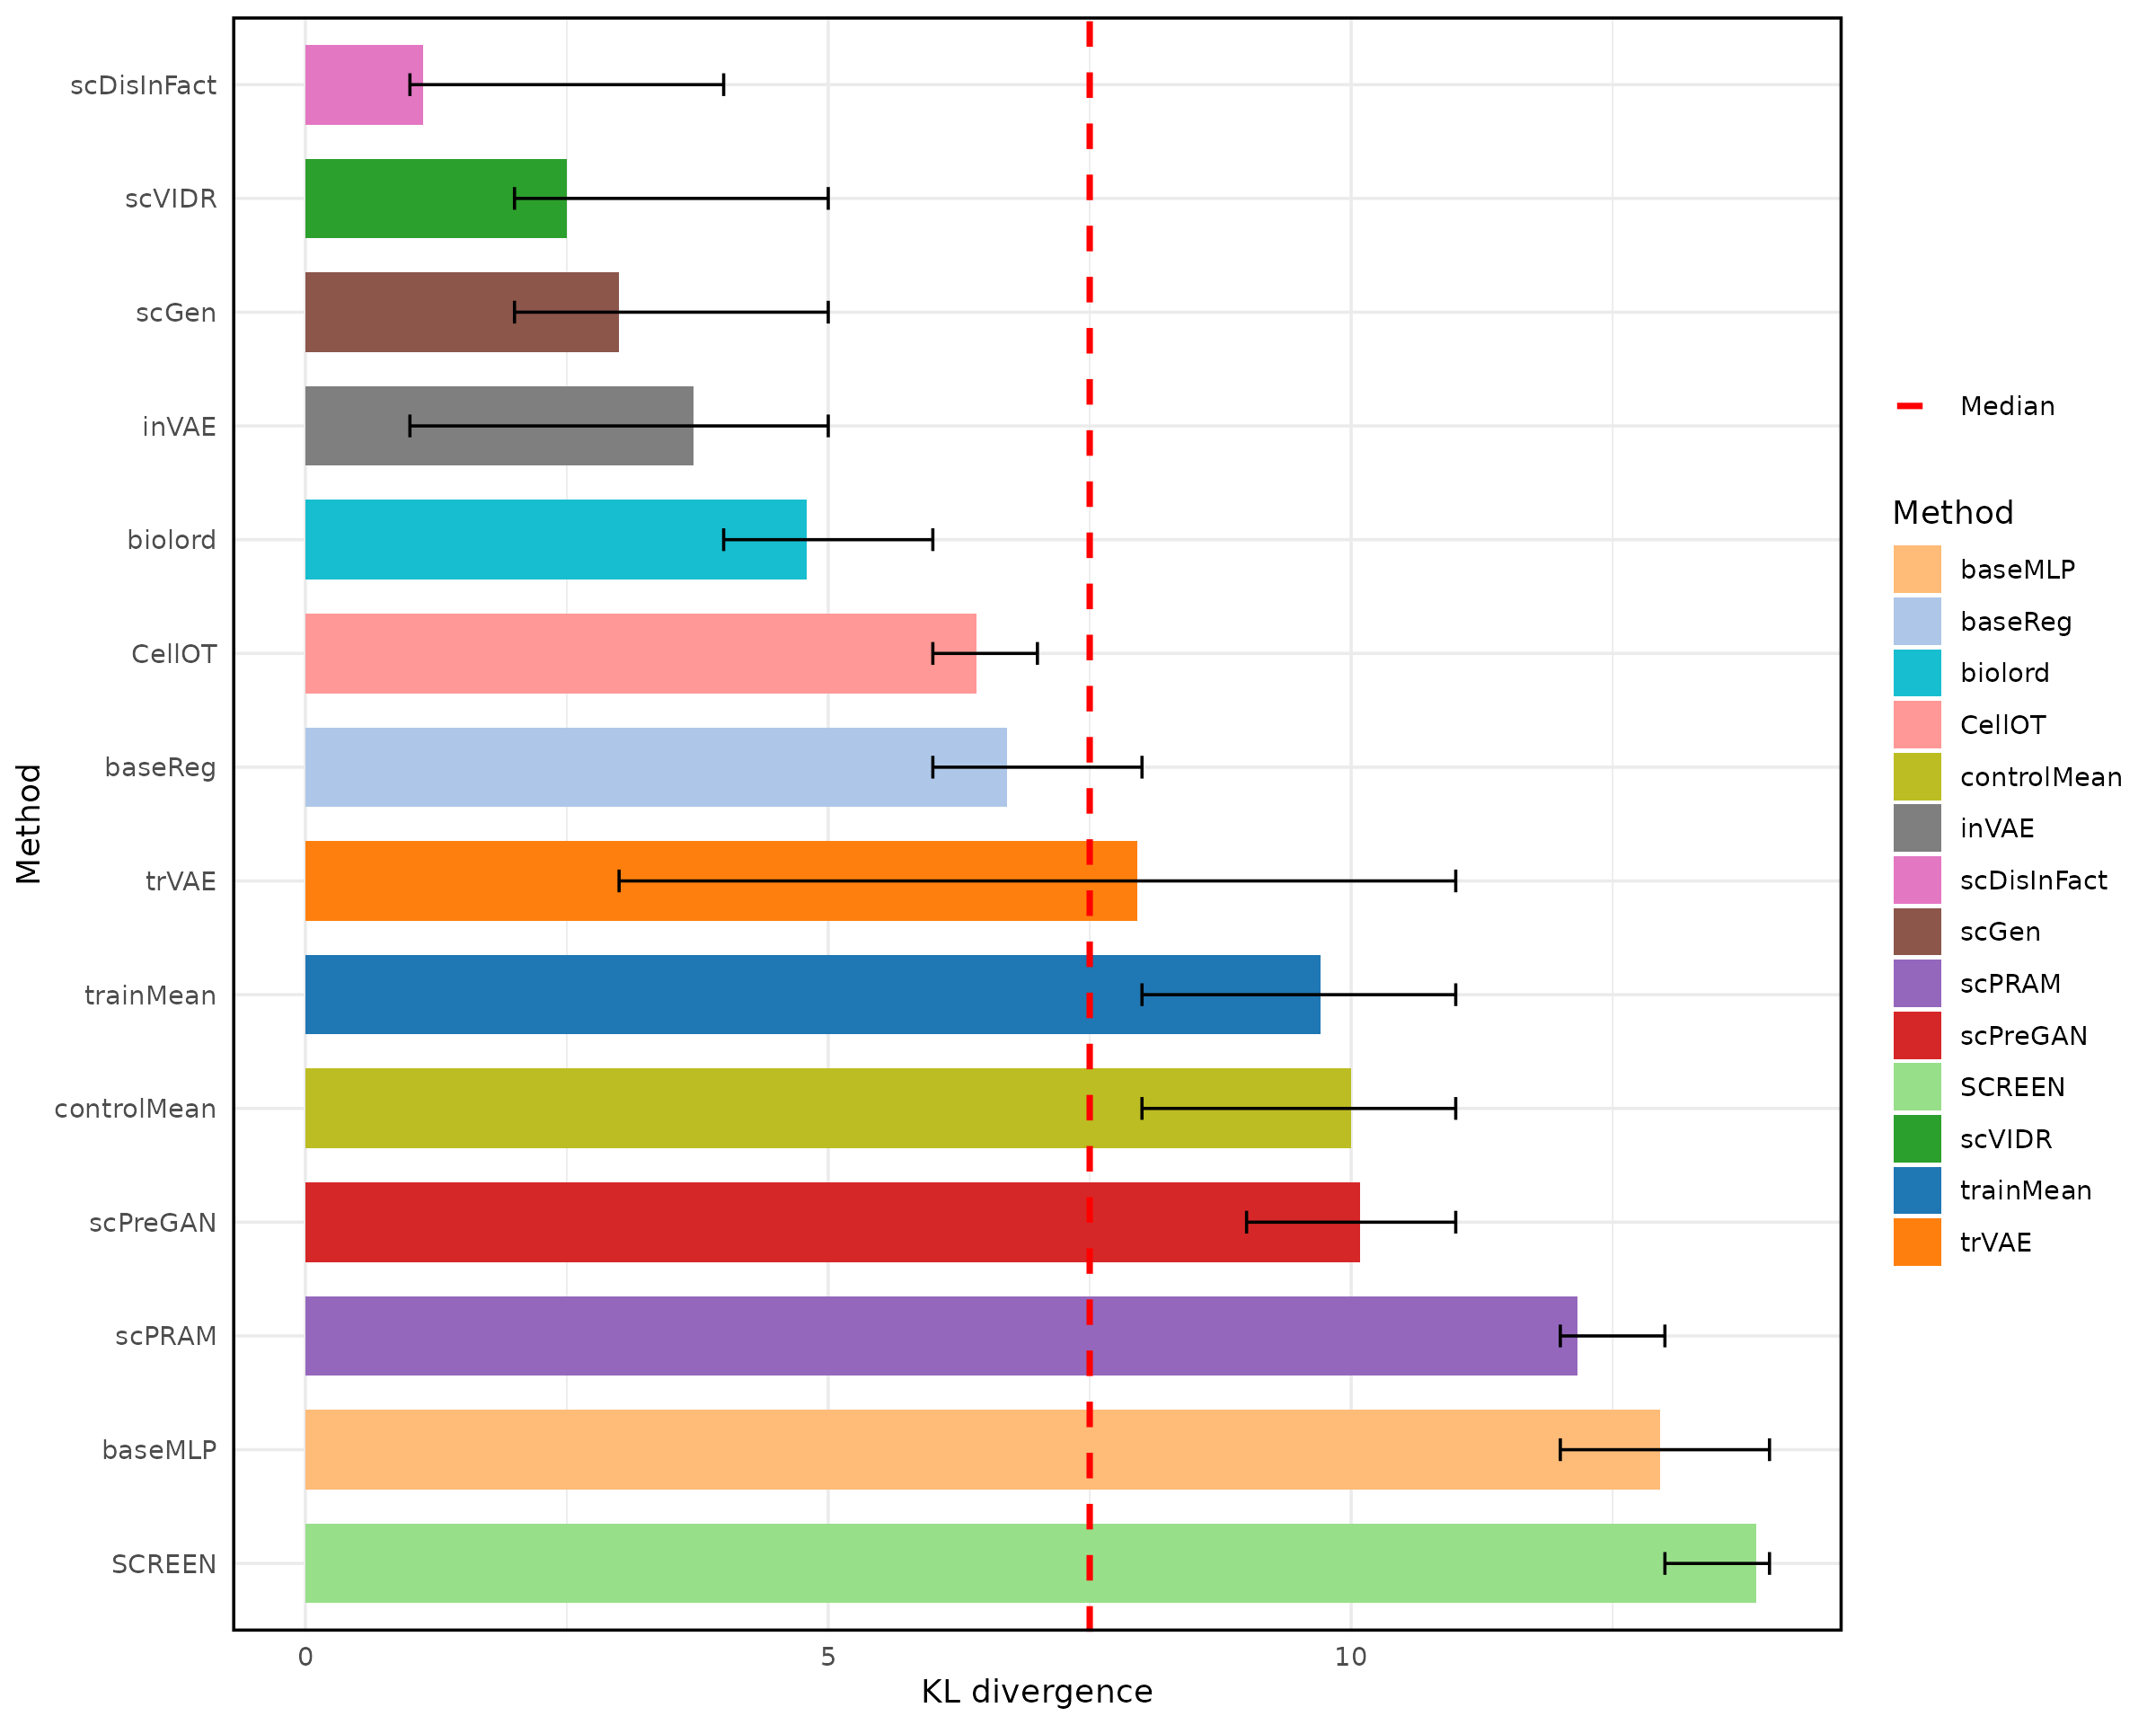 scDisInFact
scVIDR
scGen
inVAE
biolord
CellOT
baseReg
trVAE
trainMean
controlMean
scPreGAN
scPRAM
baseMLP
SCREEN
Method
0 5 10
KL divergence
Median
Method
baseMLP
baseReg
biolord
CellOT
controlMean
inVAE
scDisInFact
scGen
scPRAM
scPreGAN
SCREEN
scVIDR
trainMean
trVAE